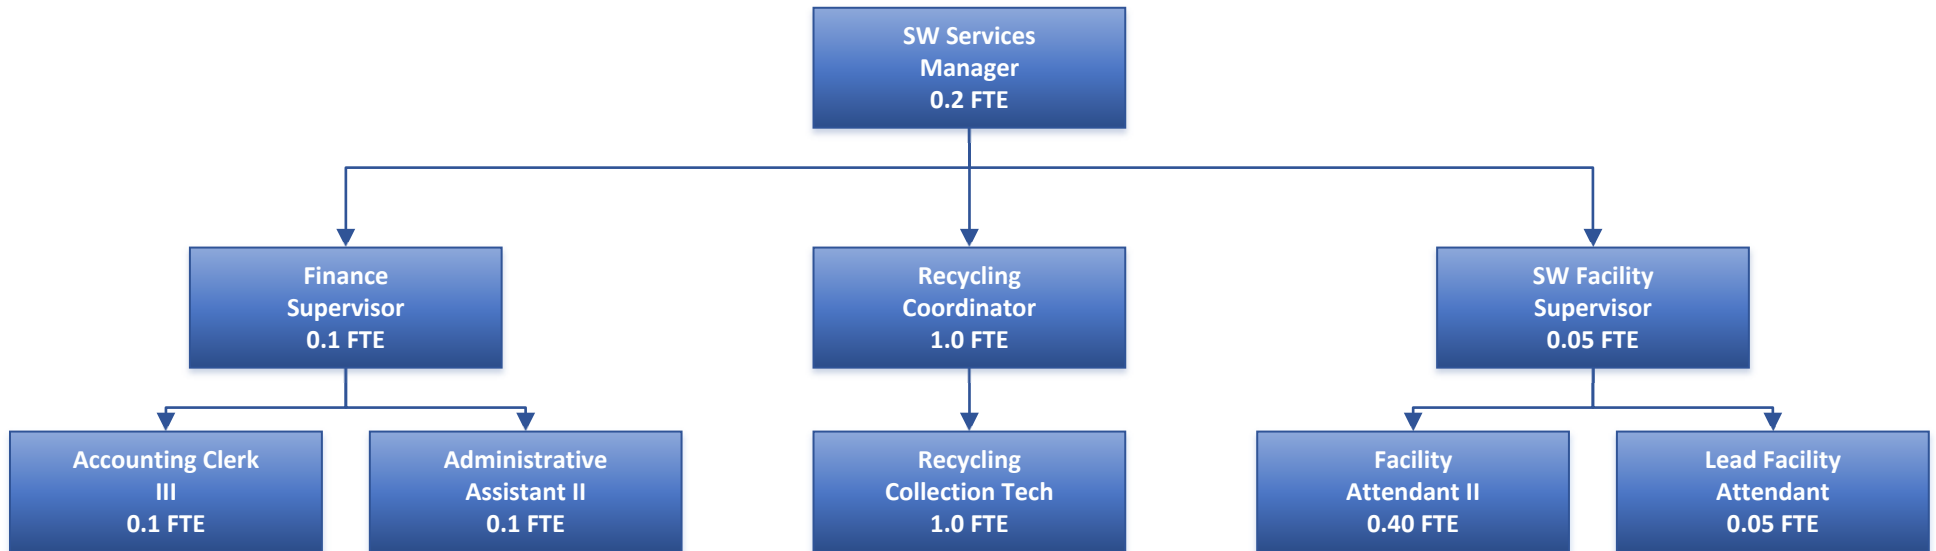 SW Services
Manager
0.2 FTE
Finance
Supervisor
0.1 FTE
Recycling
Coordinator
1.0 FTE
SW Facility
Supervisor
0.05 FTE
Accounting Clerk
III
0.1 FTE
Administrative
Assistant II
0.1 FTE
Recycling
Collection Tech
1.0 FTE
Facility
Attendant II
0.40 FTE
Lead Facility
Attendant
0.05 FTE